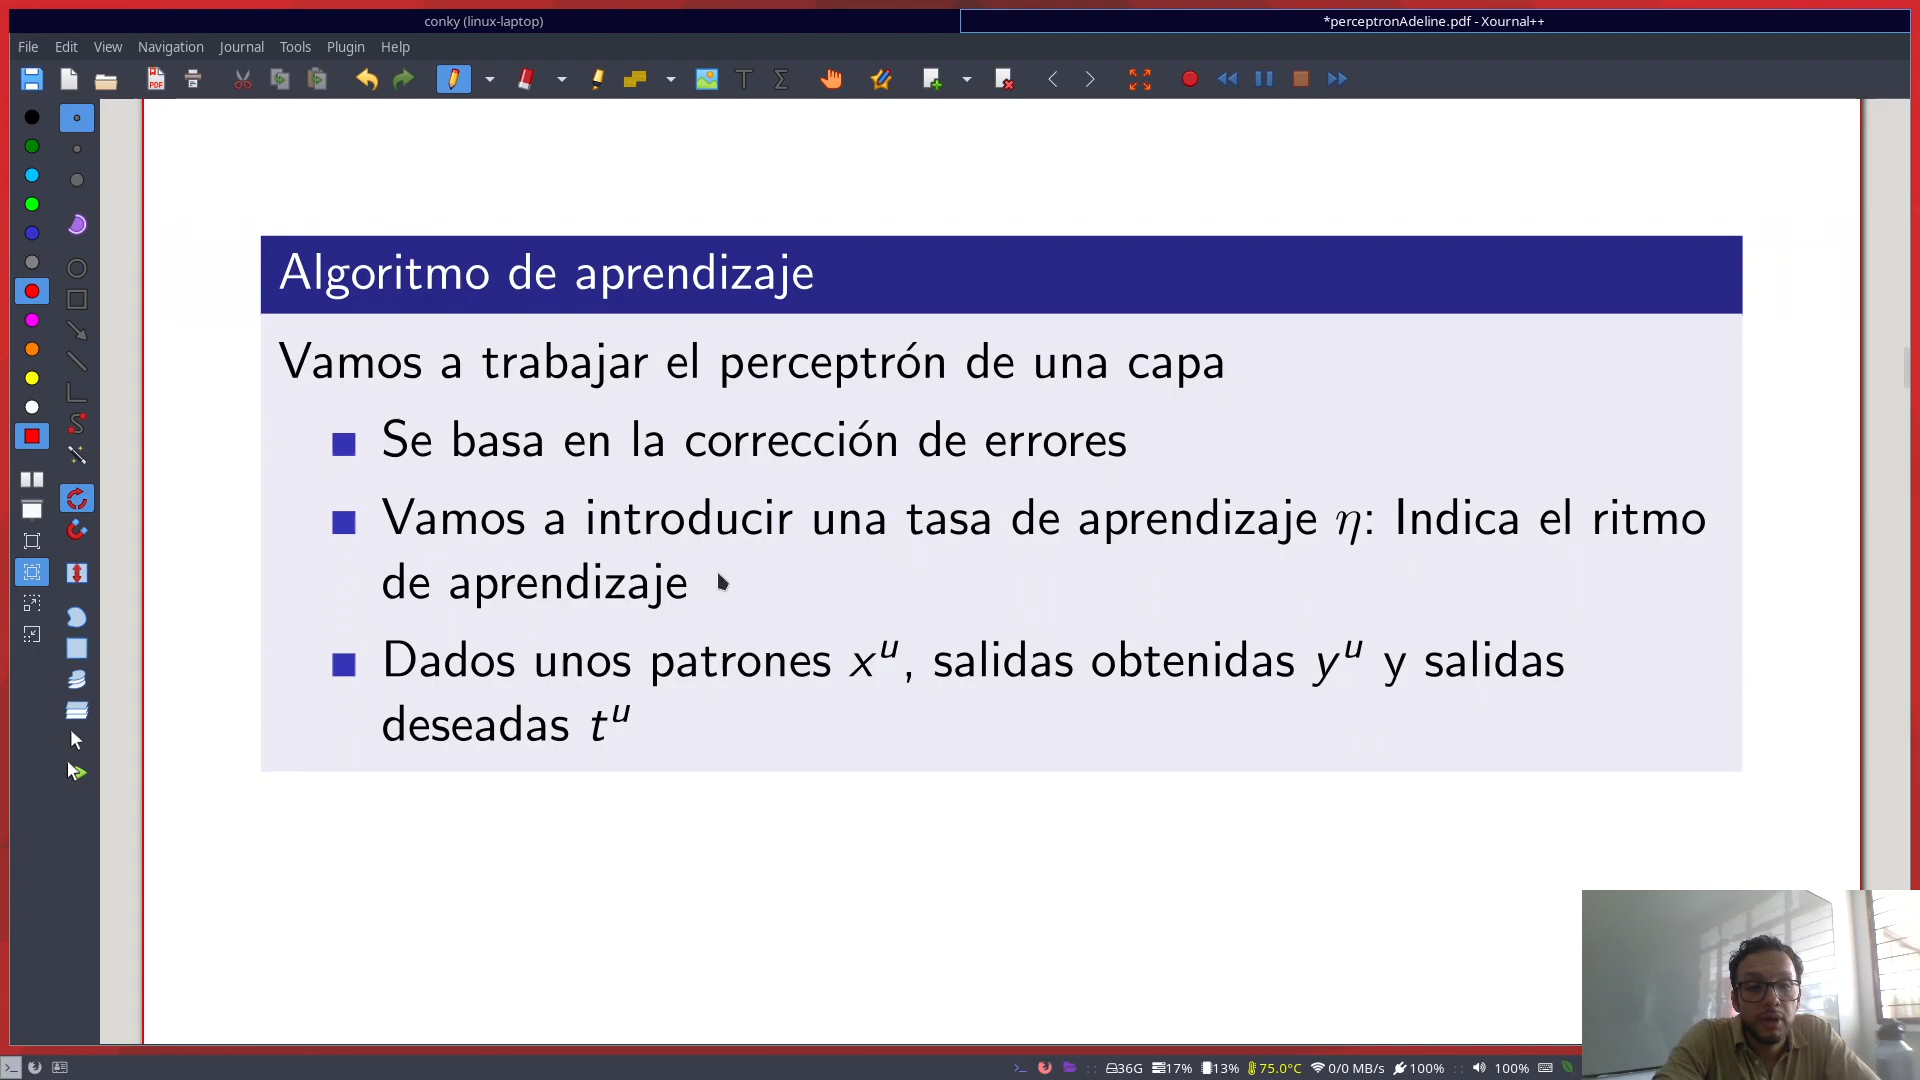 conky (linux-laptop)
*perceptronAdeline.pdf - Xournal++
File Edit View Navigation Journal Tools Plugin Help
Algoritmo de aprendizaje
Vamos a trabajar el perceptrón de una capa
Se basa en la corrección de errores
Vamos a introducir una tasa de aprendizaje η: Indica el ritmo
de aprendizaje
Dados unos patrones xᵘ, salidas obtenidas yᵘ y salidas
deseadas tᵘ
36G 17% 13% 75.0°C 0/0 MB/s 100% 100%